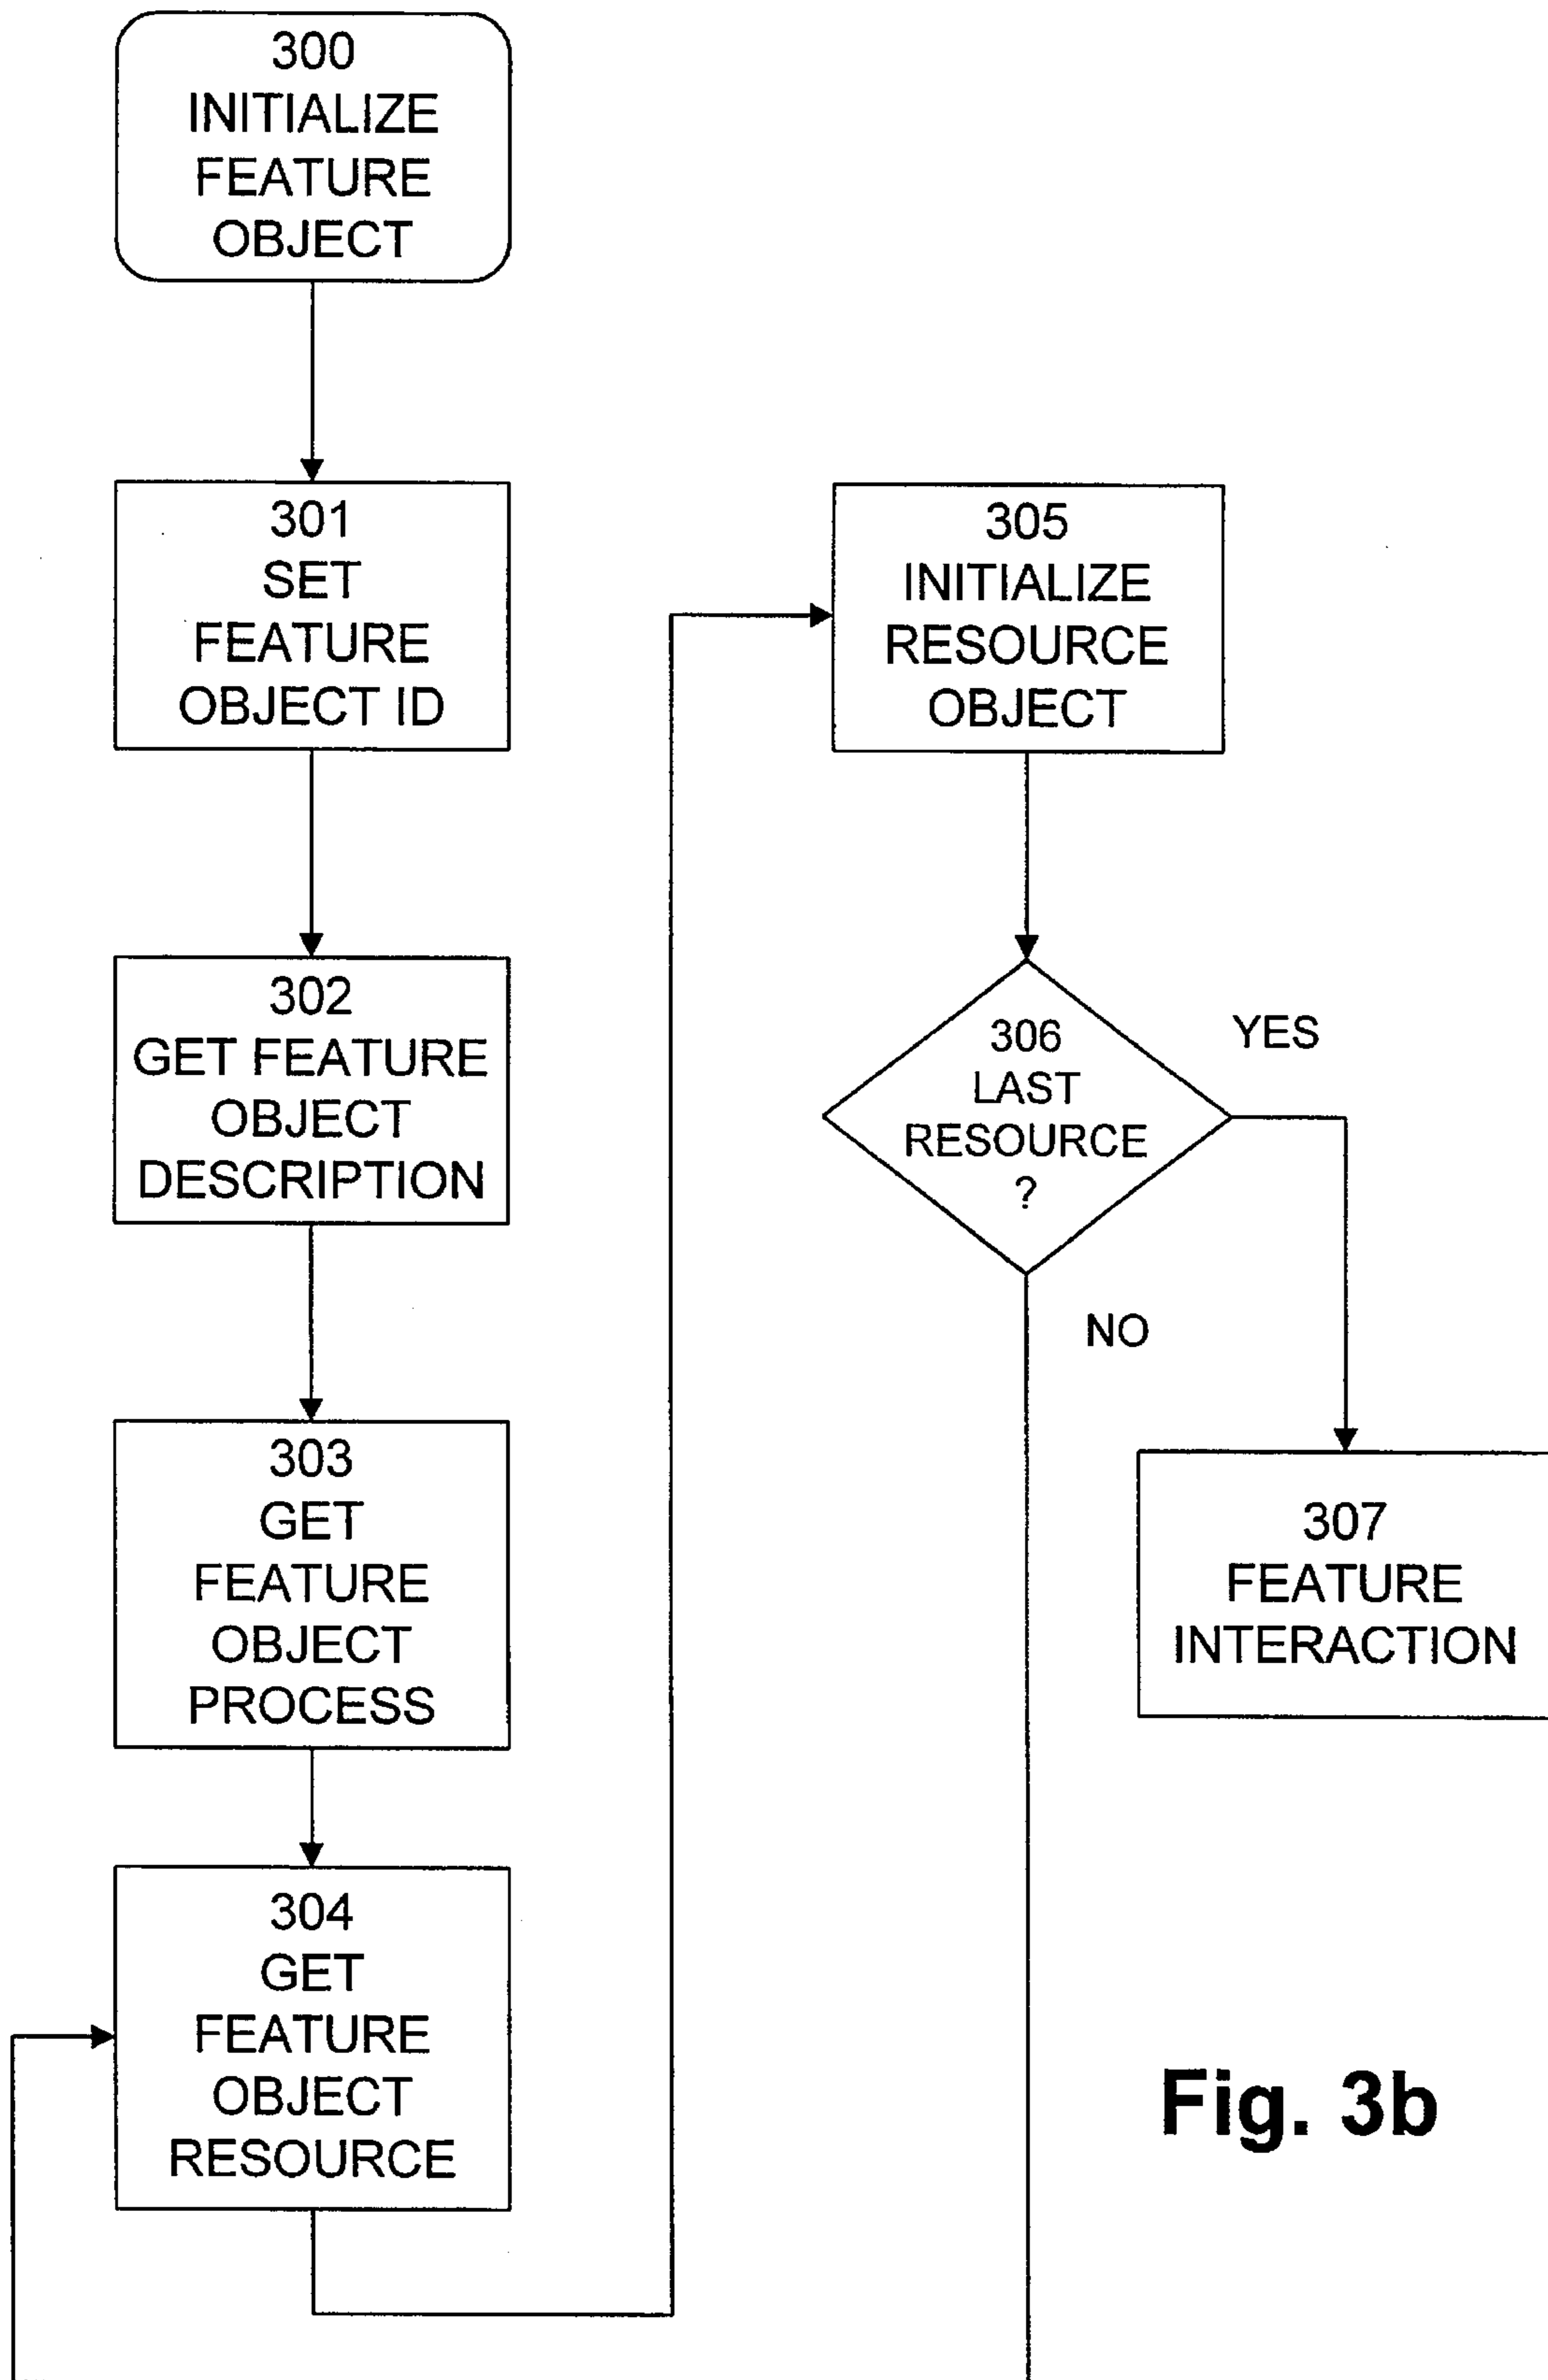 300
INITIALIZE
FEATURE
OBJECT
301
SET
FEATURE
OBJECT ID
302
GET FEATURE
OBJECT
DESCRIPTION
303
GET
FEATURE
OBJECT
PROCESS
304
GET
FEATURE
OBJECT
RESOURCE
305
INITIALIZE
RESOURCE
OBJECT
306
LAST
RESOURCE
?
YES
NO
307
FEATURE
INTERACTION
Fig. 3b